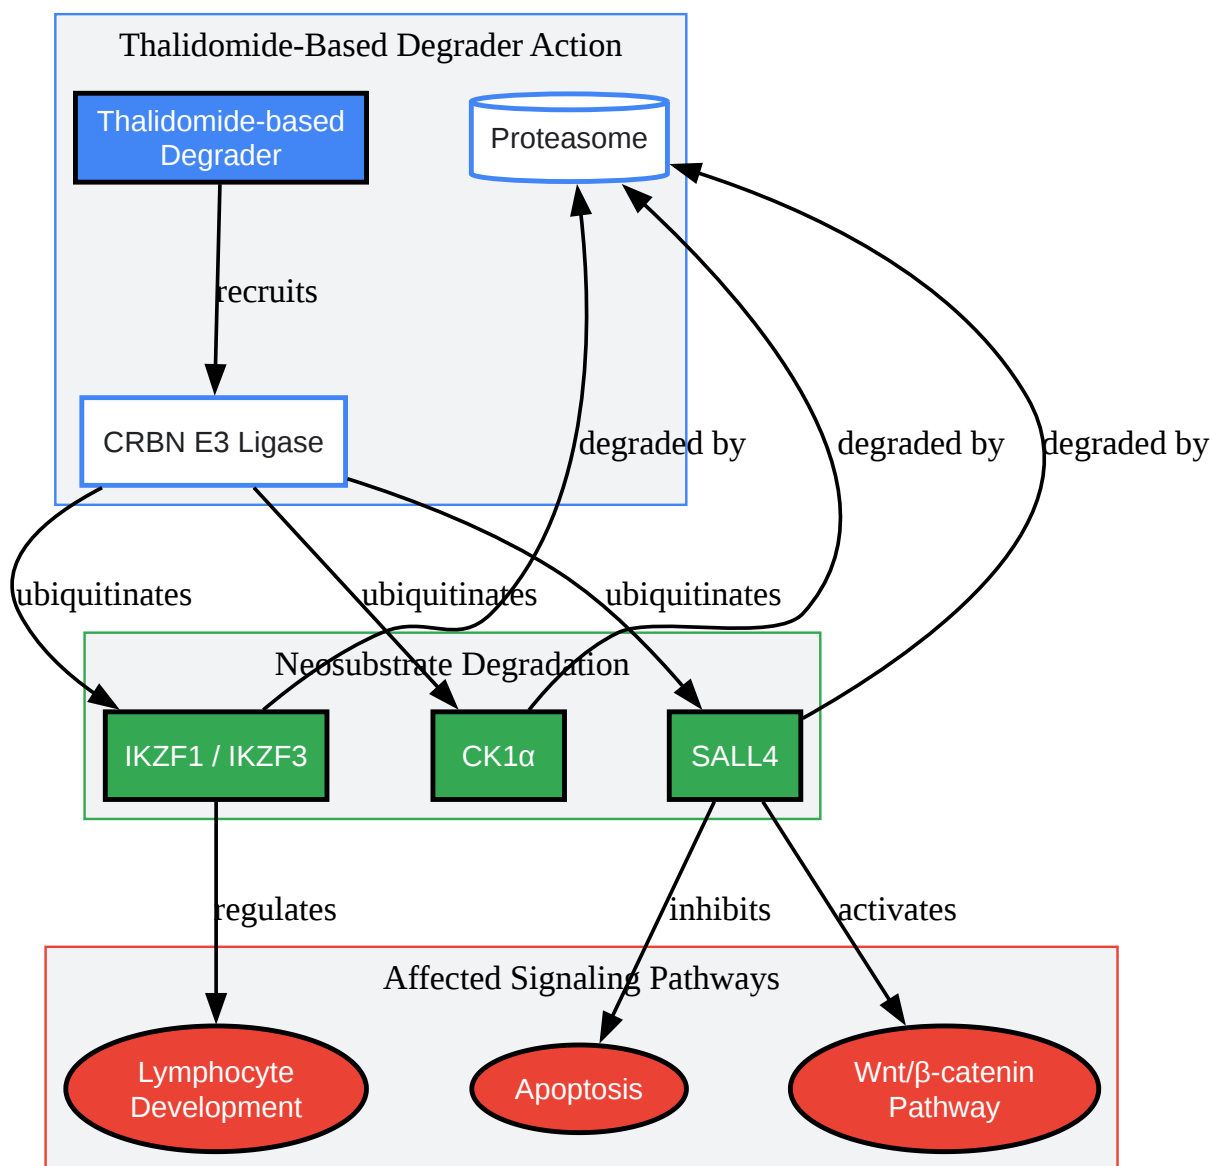 Thalidomide-Based Degrader Action
Thalidomide-based
Degrader
Proteasome
recruits
CRBN E3 Ligase
degraded by
degraded by
degraded by
ubiquitinates
ubiquitinates
ubiquitinates
Neosubstrate Degradation
IKZF1 / IKZF3
CK1α
SALL4
regulates
inhibits
activates
Affected Signaling Pathways
Lymphocyte
Development
Apoptosis
Wnt/β-catenin
Pathway